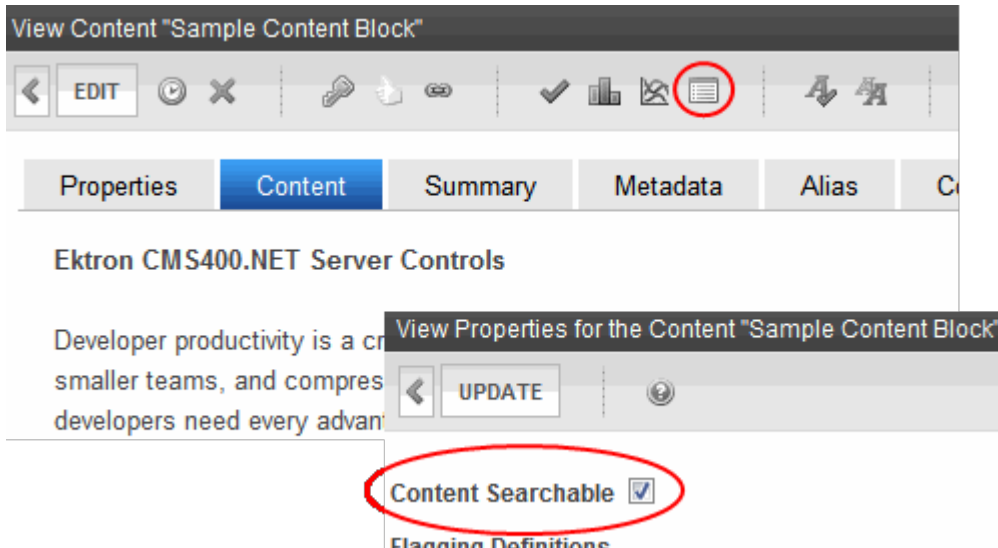 View Content "Sample Content Block"
EDIT
Properties Content Summary Metadata Alias
Ektron CMS400.NET Server Controls
Developer productivity is a
smaller teams, and compres
developers need every advan
View Properties for the Content "Sample Content Block"
UPDATE
Content Searchable
Flagging Definitions